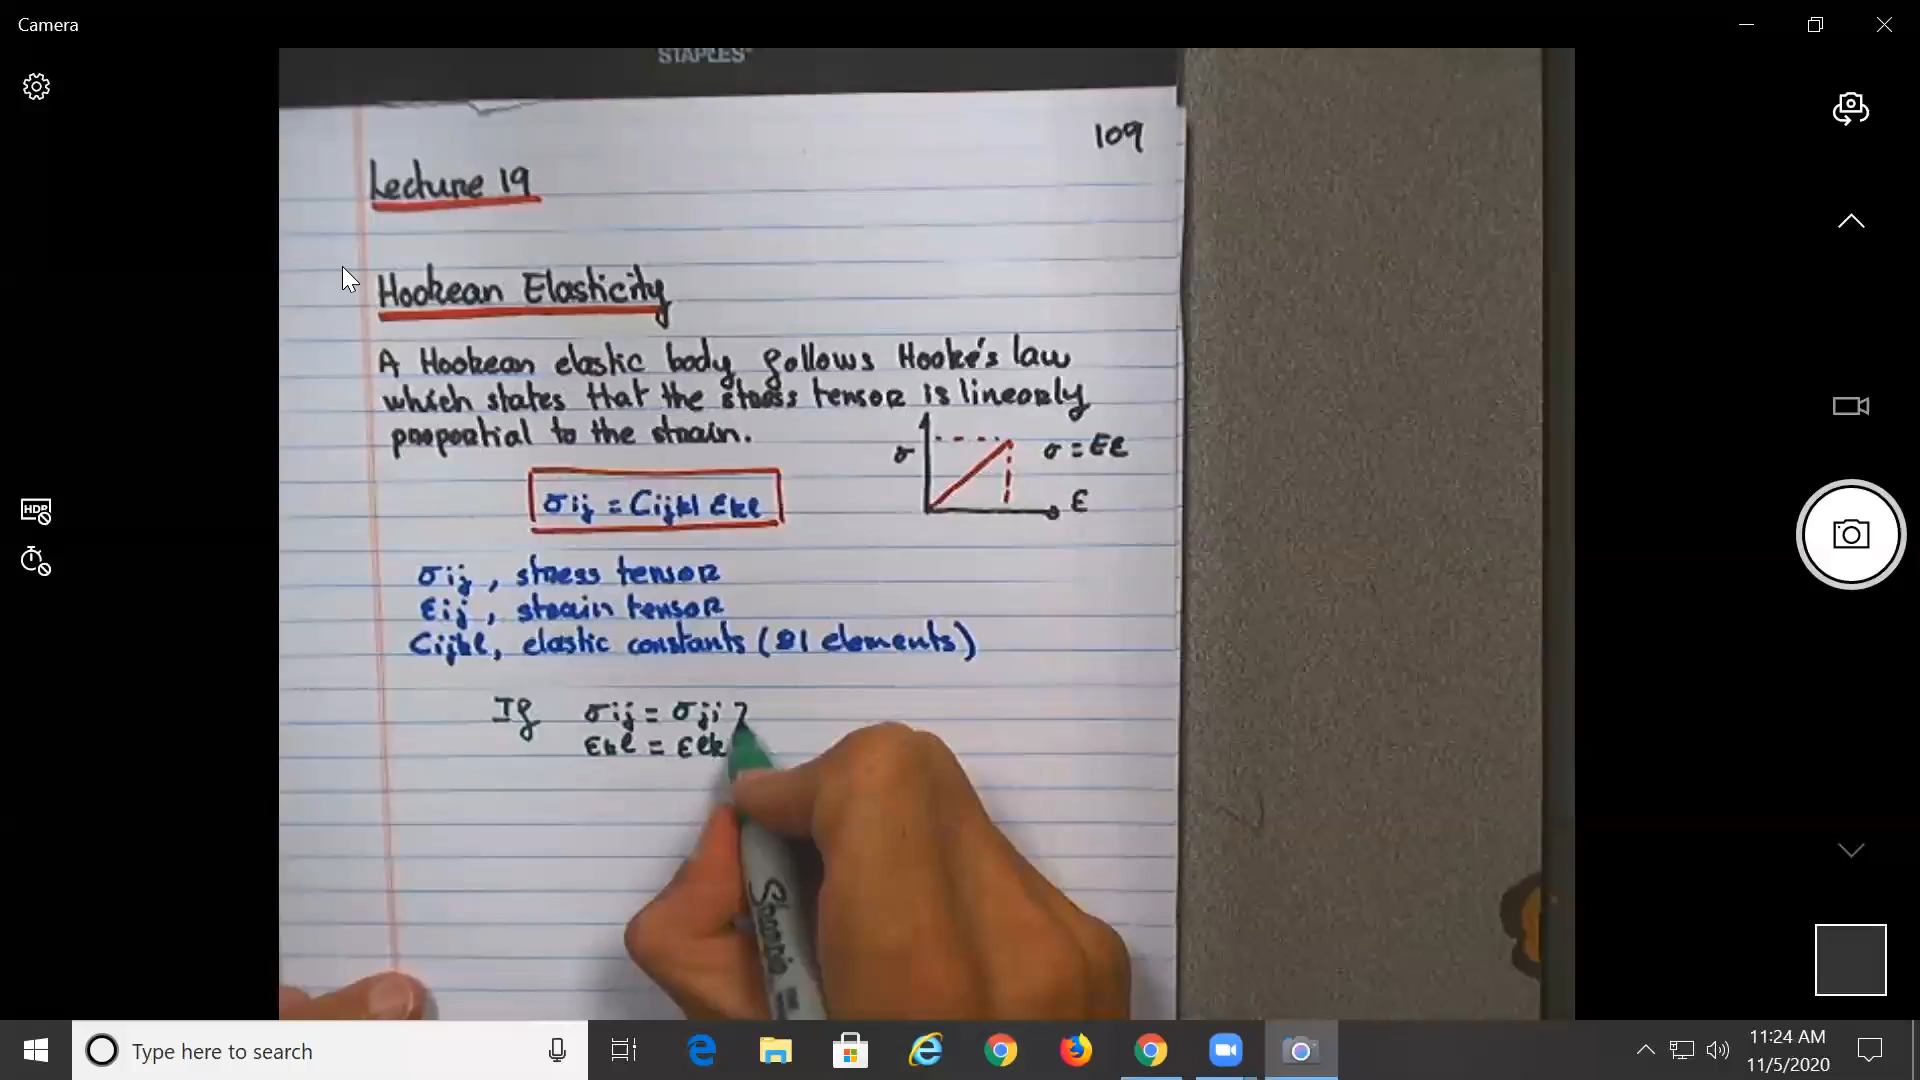 Camera
STAPLES
109
Lecture 19
Hookean Elasticity
A Hookean elastic body follows Hooke's law
which states that the stress tensor is linearly
proportial to the strain.
σ
σ = Eε
ε
σij = Cijkl εkl
σij, stress tensor
εij, strain tensor
Cijkl, elastic constants (81 elements)
If σij = σji
εkl = εlk
Sharpie
HDR
Type here to search
11:24 AM
11/5/2020